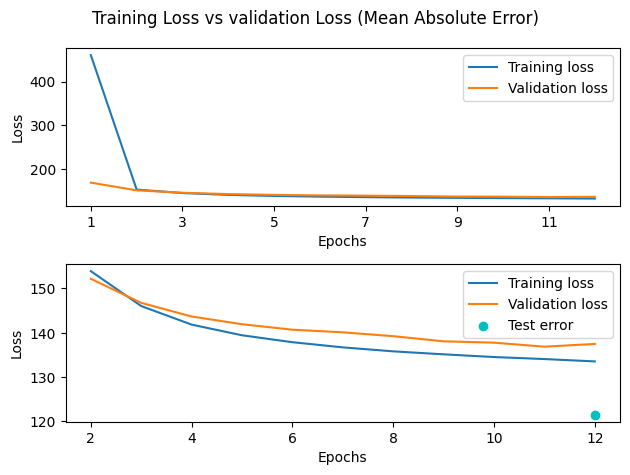 Training Loss vs validation Loss (Mean Absolute Error)
400
300
200
Loss
Training loss
Validation loss
1 3 5 7 9 11
Epochs
150
140
130
120
Loss
Training loss
Validation loss
Test error
2 4 6 8 10 12
Epochs